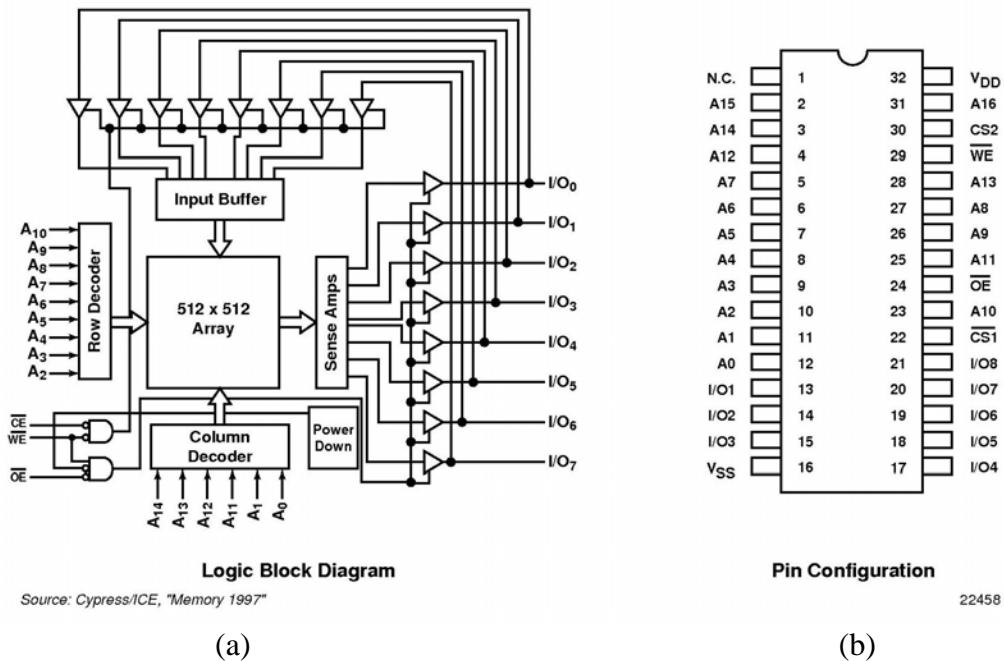 Input Buffer
A10
A9
A8
A7
A6
A5
A4
A3
A2
Row Decoder
512 x 512
Array
Sense Amps
I/O0
I/O1
I/O2
I/O3
I/O4
I/O5
I/O6
I/O7
CE
WE
OE
Column
Decoder
Power
Down
A14
A13
A12
A11
A1
A0
Logic Block Diagram
Source: Cypress/ICE, "Memory 1997"
(a)
N.C. 1 32 VDD
A15 2 31 A16
A14 3 30 CS2
A12 4 29 WE
A7 5 28 A13
A6 6 27 A8
A5 7 26 A9
A4 8 25 A11
A3 9 24 OE
A2 10 23 A10
A1 11 22 CS1
A0 12 21 I/O8
I/O1 13 20 I/O7
I/O2 14 19 I/O6
I/O3 15 18 I/O5
VSS 16 17 I/O4
Pin Configuration
22458
(b)